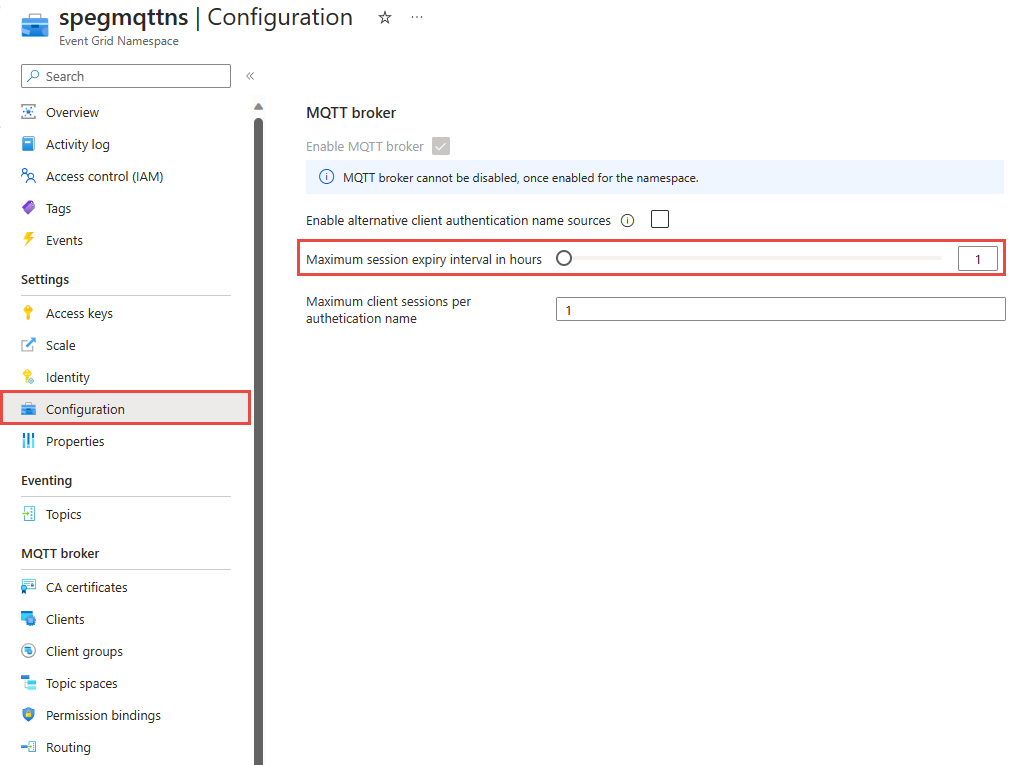 spegmqttns | Configuration
Event Grid Namespace
Search
Overview
Activity log
Access control (IAM)
Tags
Events
Settings
Access keys
Scale
Identity
Configuration
Properties
Eventing
Topics
MQTT broker
CA certificates
Clients
Client groups
Topic spaces
Permission bindings
Routing
MQTT broker
Enable MQTT broker
MQTT broker cannot be disabled, once enabled for the namespace.
Enable alternative client authentication name sources
Maximum session expiry interval in hours 1
Maximum client sessions per
authetication name
1